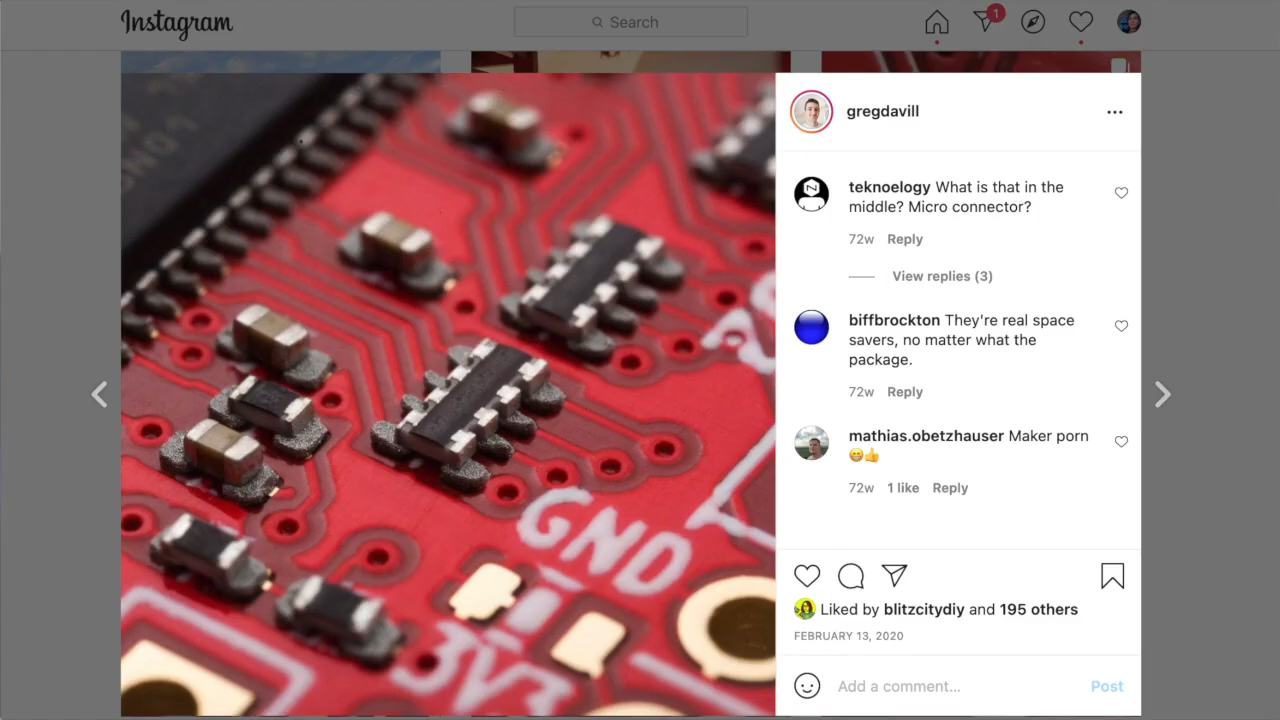 Instagram
Search
1
gregdavill
teknoelogy What is that in the
middle? Micro connector?
72w Reply
View replies (3)
biffbrockton They're real space
savers, no matter what the
package.
72w Reply
mathias.obetzhauser Maker porn
😁👍
72w 1 like Reply
GND
3V3
Liked by blitzcitydiy and 195 others
FEBRUARY 13, 2020
Add a comment... Post